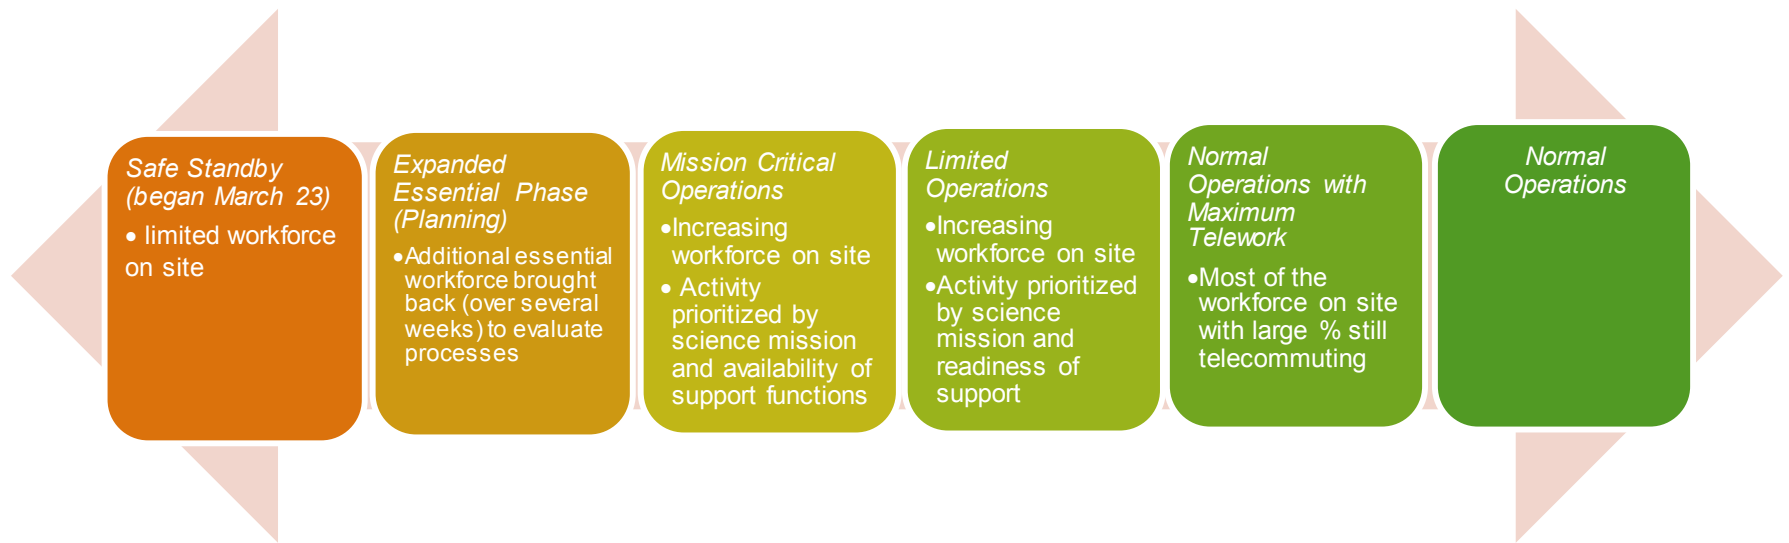 Safe Standby
(began March 23)
• limited workforce
on site
Expanded
Essential Phase
(Planning)
•Additional essential
workforce brought
back (over several
weeks) to evaluate
processes
Mission Critical
Operations
•Increasing
workforce on site
• Activity
prioritized by
science mission
and availability of
support functions
Limited
Operations
•Increasing
workforce on site
•Activity prioritized
by science
mission and
readiness of
support
Normal
Operations with
Maximum
Telework
•Most of the
workforce on site
with large % still
telecommuting
Normal
Operations